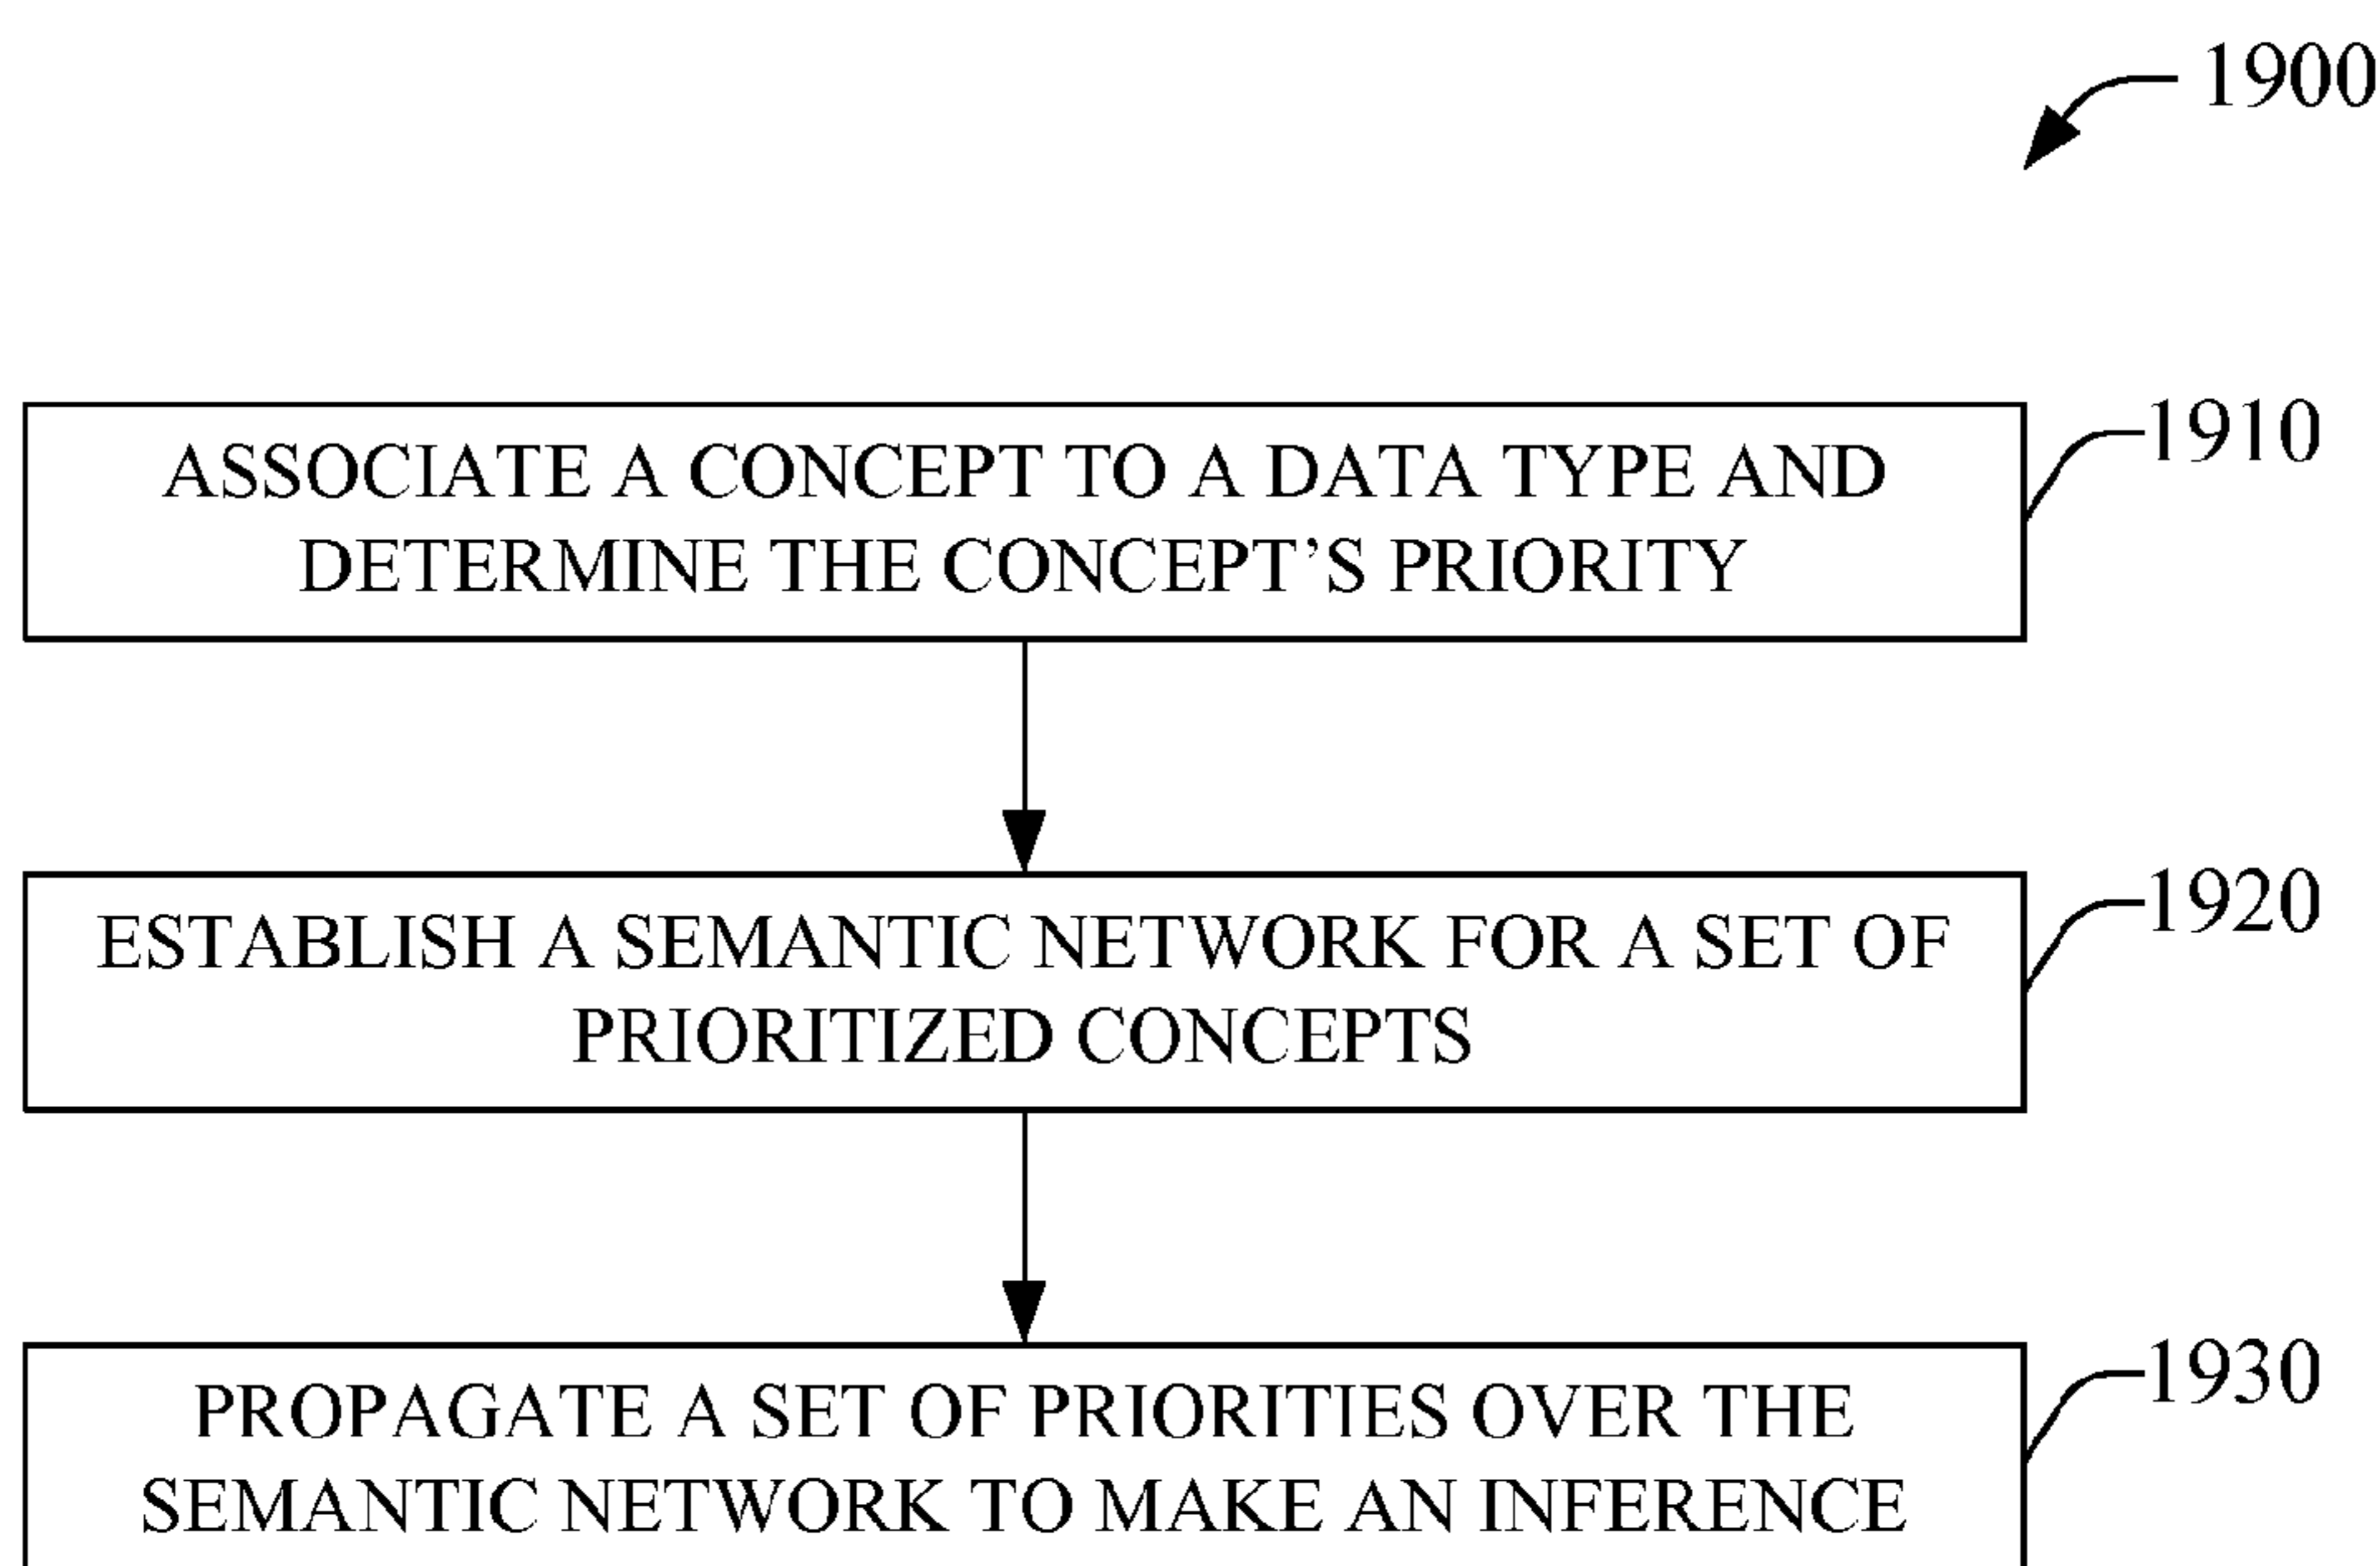 1900
ASSOCIATE A CONCEPT TO A DATA TYPE AND
DETERMINE THE CONCEPT’S PRIORITY
1910
ESTABLISH A SEMANTIC NETWORK FOR A SET OF
PRIORITIZED CONCEPTS
1920
PROPAGATE A SET OF PRIORITIES OVER THE
SEMANTIC NETWORK TO MAKE AN INFERENCE
1930